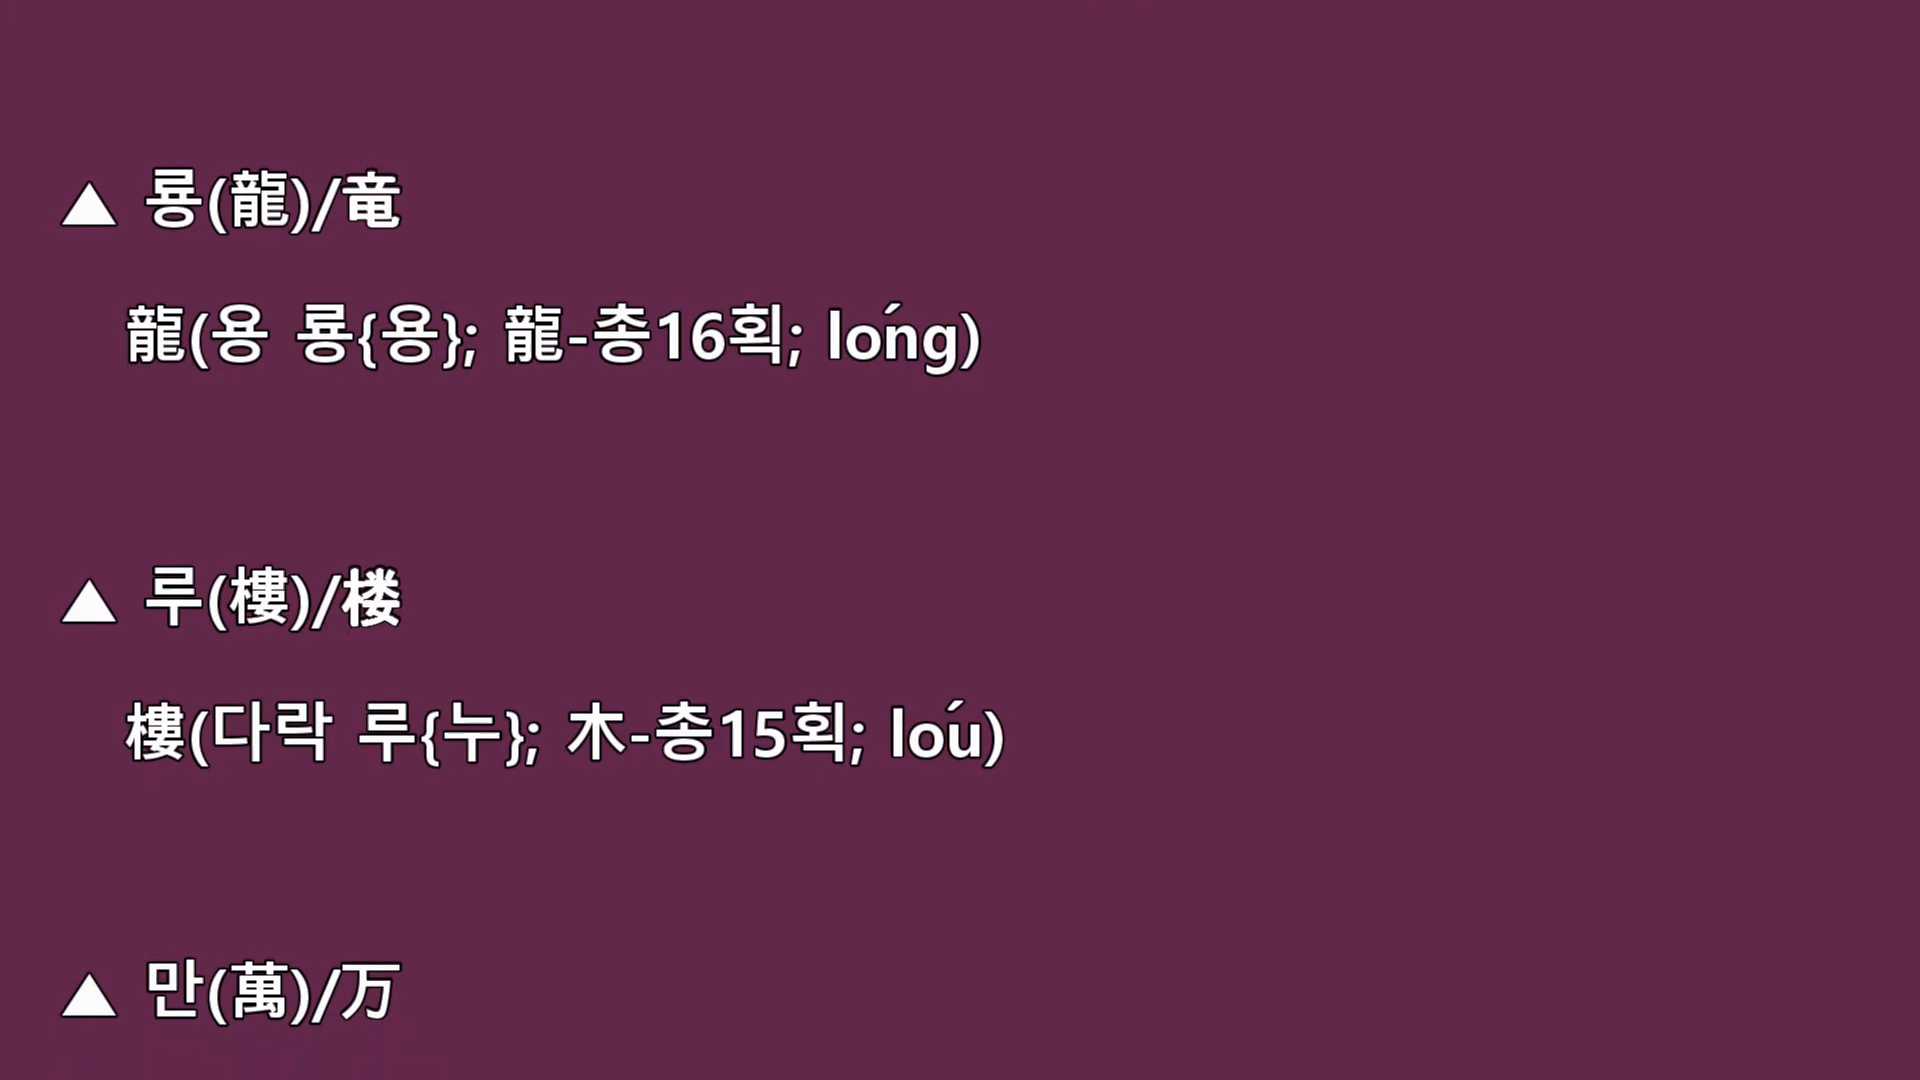 ▲ 룡(龍)/竜
龍(용 룡{용}; 龍-총16획; lóng)
▲ 루(樓)/楼
樓(다락 루{누}; 木-총15획; lóu)
▲ 만(萬)/万